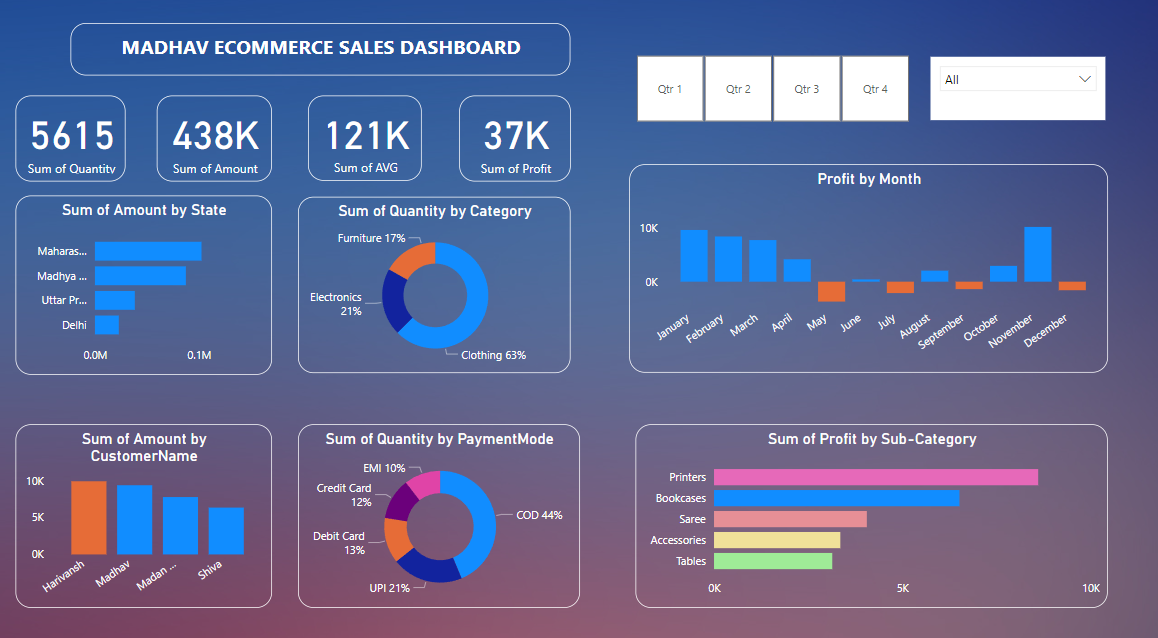 MADHAV ECOMMERCE SALES DASHBOARD
Qtr 1
Qtr 2
Qtr 3
Qtr 4
All
5615
Sum of Quantity
438K
Sum of Amount
121K
Sum of AVG
37K
Sum of Profit
Sum of Amount by State
Maharas...
Madhya ...
Uttar Pr...
Delhi
0.0M
0.1M
Sum of Quantity by Category
Furniture 17%
Electronics
21%
Clothing 63%
Profit by Month
10K
0K
January
February
March
April
May
June
July
August
September
October
November
December
Sum of Amount by
CustomerName
10K
5K
0K
Harivansh
Madhav
Madan ...
Shiva
Sum of Quantity by PaymentMode
EMI 10%
Credit Card
12%
Debit Card
13%
UPI 21%
COD 44%
Sum of Profit by Sub-Category
Printers
Bookcases
Saree
Accessories
Tables
0K
5K
10K